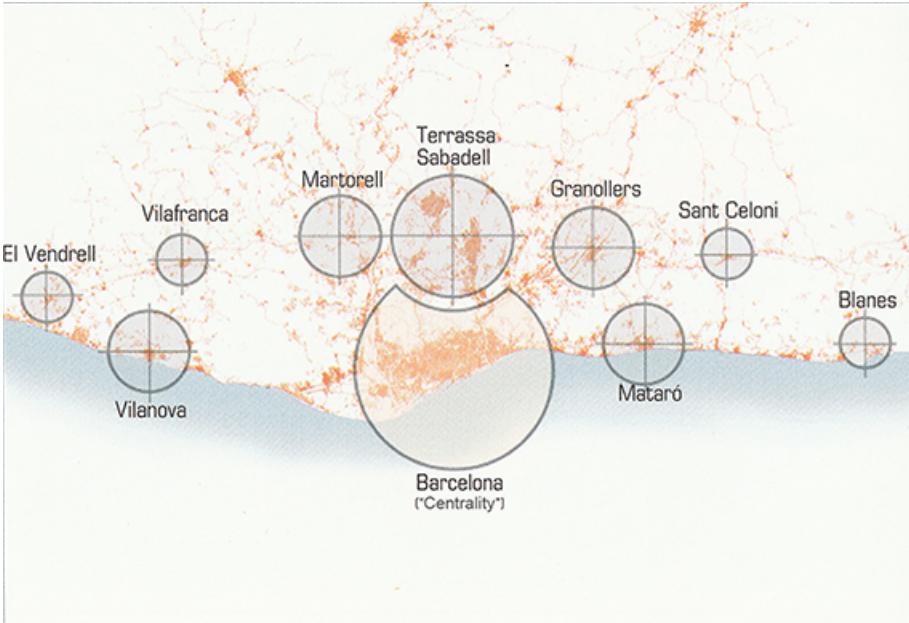 Terrassa
Sabadell
Martorell
Granollers
Vilafranca
Sant Celoni
El Vendrell
Blanes
Vilanova
Mataró
Barcelona
("Centrality")